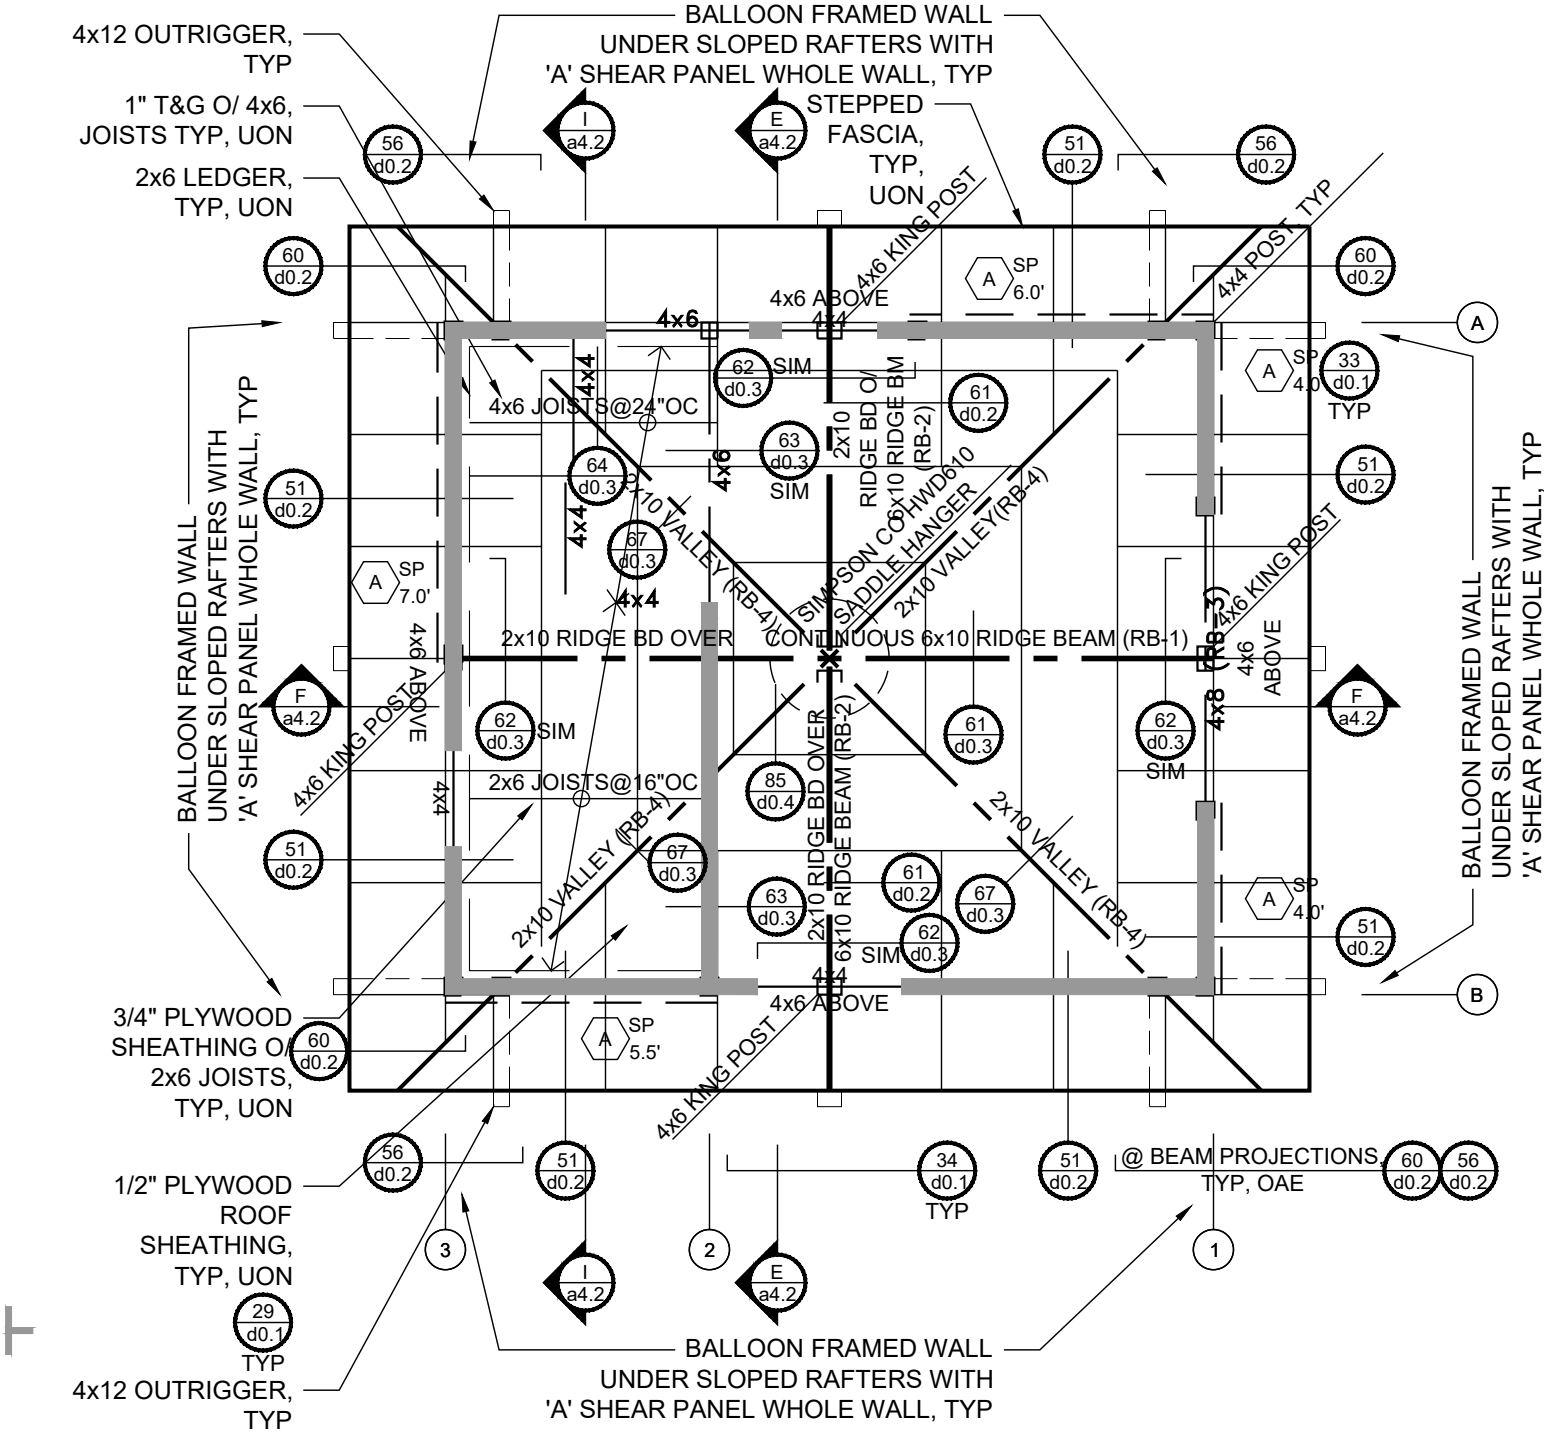 BALLOON FRAMED WALL
UNDER SLOPED RAFTERS WITH
'A' SHEAR PANEL WHOLE WALL, TYP
4x12 OUTRIGGER,
TYP
1" T&G O/ 4x6,
JOISTS TYP, UON
2x6 LEDGER,
TYP, UON
STEPPED
FASCIA,
TYP,
UON
I
a4.2
E
a4.2
56
d0.2
51
d0.2
56
d0.2
60
d0.2
4x6 KING POST
A
SP
6.0'
4x4 POST, TYP
60
d0.2
4x6 ABOVE
4x4
4x6
A
BALLOON FRAMED WALL
UNDER SLOPED RAFTERS WITH
'A' SHEAR PANEL WHOLE WALL, TYP
4x4
4x6 JOISTS@24"OC
62
d0.3
SIM
2x10
RIDGE BD O/
6x10 RIDGE BM
(RB-2)
61
d0.2
A
SP
4.0'
33
d0.1
TYP
63
d0.3
SIM
4x6
64
d0.3
4x4
51
d0.2
51
d0.2
2x10 VALLEY (RB-4)
67
d0.3
4x4
SIMPSON CO HWD610
SADDLE HANGER
2x10 VALLEY(RB-4)
4x6 KING POST
A
SP
7.0'
4x6 ABOVE
2x10 RIDGE BD OVER
CONTINUOUS 6x10 RIDGE BEAM (RB-1)
4x8 (RB-3)
4x6
ABOVE
BALLOON FRAMED WALL
UNDER SLOPED RAFTERS WITH
'A' SHEAR PANEL WHOLE WALL, TYP
F
a4.2
F
a4.2
4x6 KING POST
62
d0.3
SIM
2x10 RIDGE BD OVER
6x10 RIDGE BEAM (RB-2)
61
d0.3
62
d0.3
SIM
4x4
2x6 JOISTS@16"OC
85
d0.4
51
d0.2
2x10 VALLEY (RB-4)
67
d0.3
63
d0.3
61
d0.2
67
d0.3
62
d0.3
SIM
2x10 VALLEY (RB-4)
A
SP
4.0'
51
d0.2
4x4
4x6 ABOVE
B
3/4" PLYWOOD
SHEATHING O/
2x6 JOISTS,
TYP, UON
60
d0.2
A
SP
5.5'
4x6 KING POST
56
d0.2
51
d0.2
34
d0.1
TYP
51
d0.2
@ BEAM PROJECTIONS,
TYP, OAE
60
d0.2
56
d0.2
1/2" PLYWOOD
ROOF
SHEATHING,
TYP, UON
3
2
1
I
a4.2
E
a4.2
29
d0.1
TYP
4x12 OUTRIGGER,
TYP
BALLOON FRAMED WALL
UNDER SLOPED RAFTERS WITH
'A' SHEAR PANEL WHOLE WALL, TYP